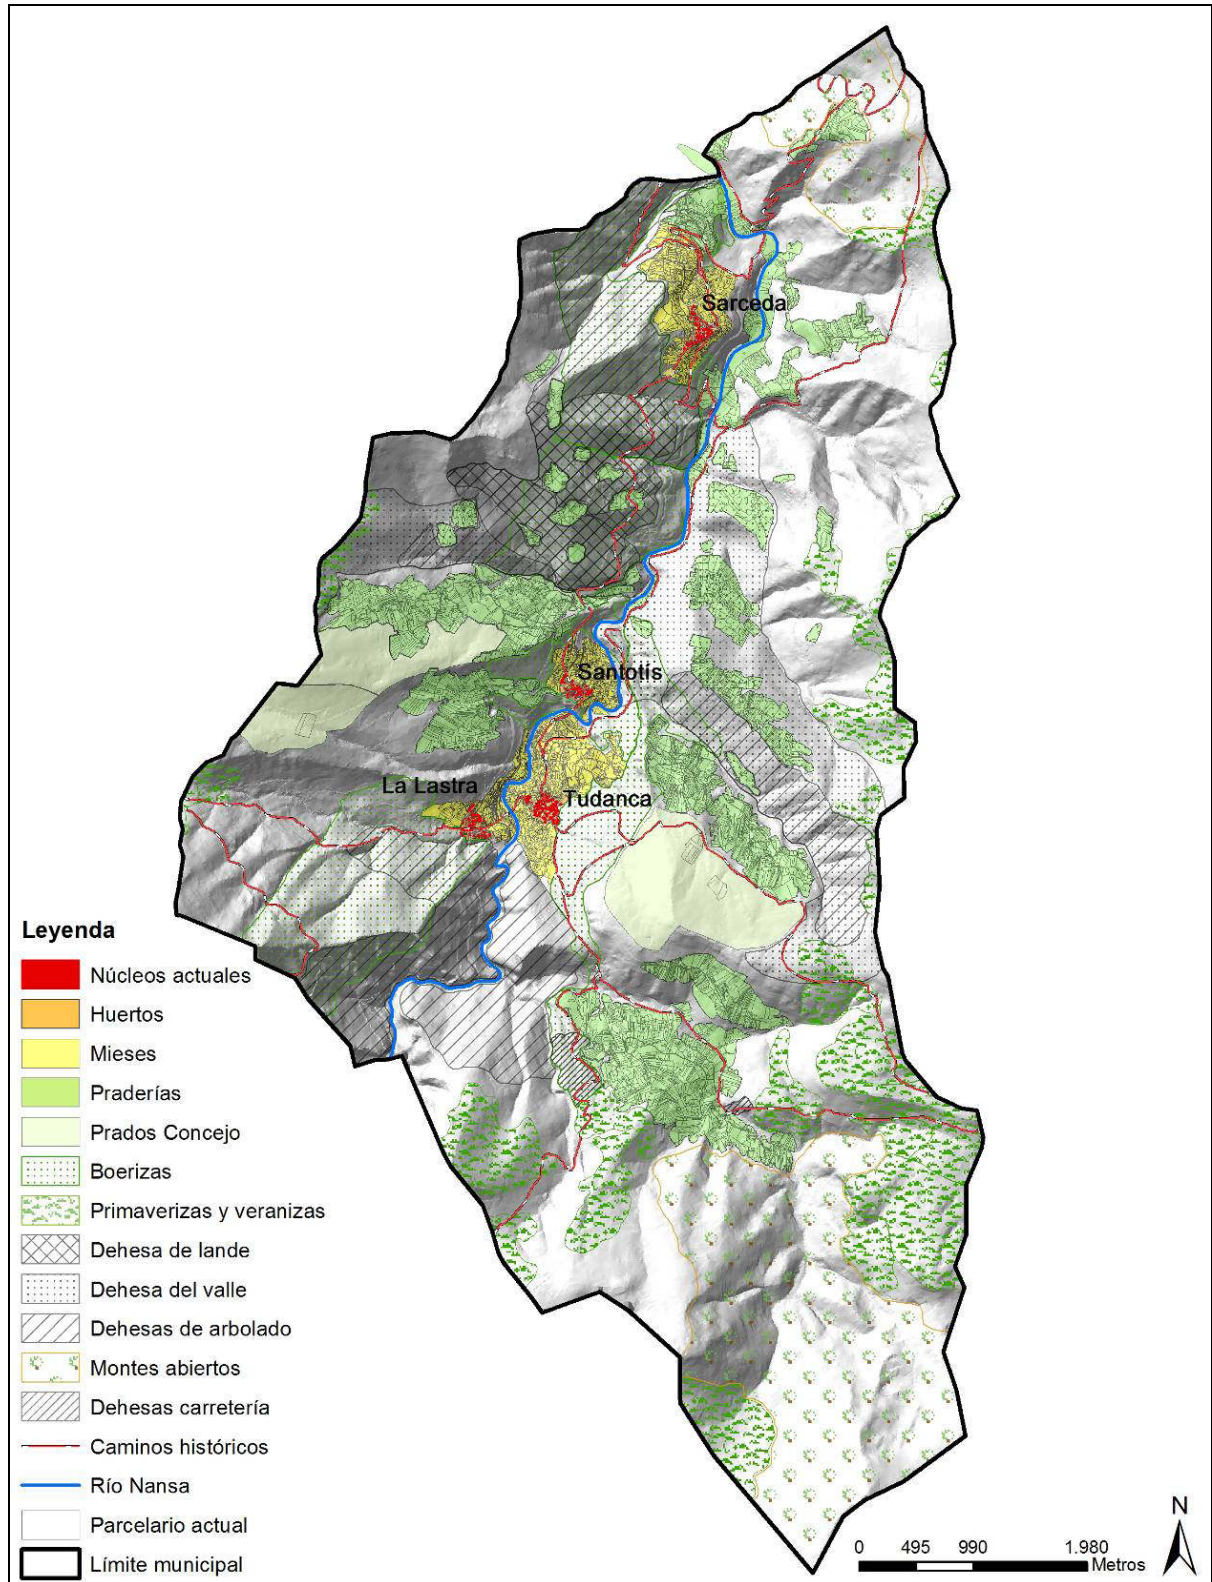 Sarceda
Santotís
La Lastra
Tudanca
Leyenda
Núcleos actuales
Huertos
Mieses
Praderías
Prados Concejo
Boerizas
Primaverizas y veranizas
Dehesa de lande
Dehesa del valle
Dehesas de arbolado
Montes abiertos
Dehesas carretería
Caminos históricos
Río Nansa
Parcelario actual
Límite municipal
N
0 495 990 1.980
Metros